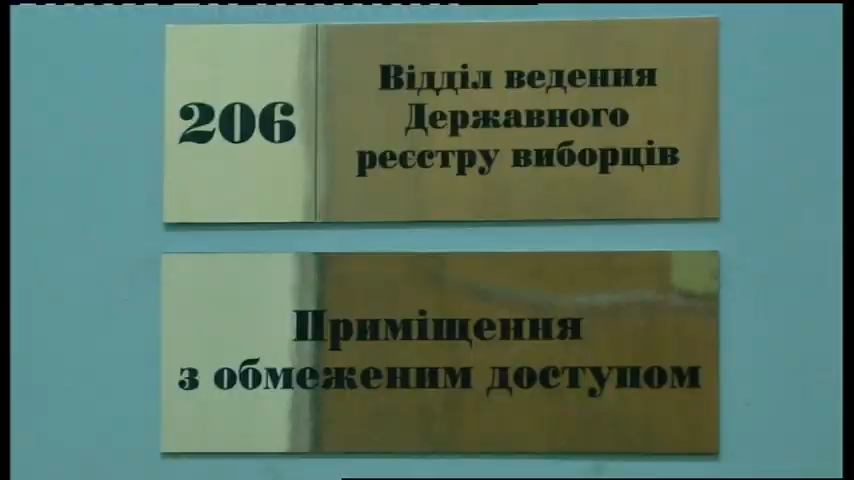 206
Відділ ведення
Державного
реєстру виборців
Приміщення
з обмеженим доступом